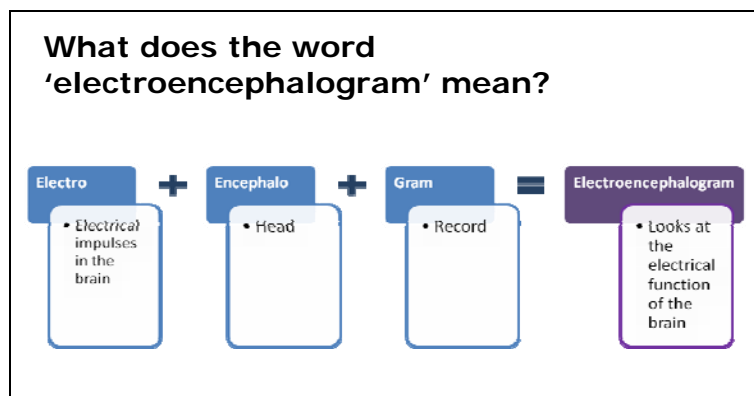 What does the word
‘electroencephalogram’ mean?
Electro + Encephalo + Gram = Electroencephalogram
• Electrical
impulses
in the
brain
• Head
• Record
• Looks at
the
electrical
function
of the
brain